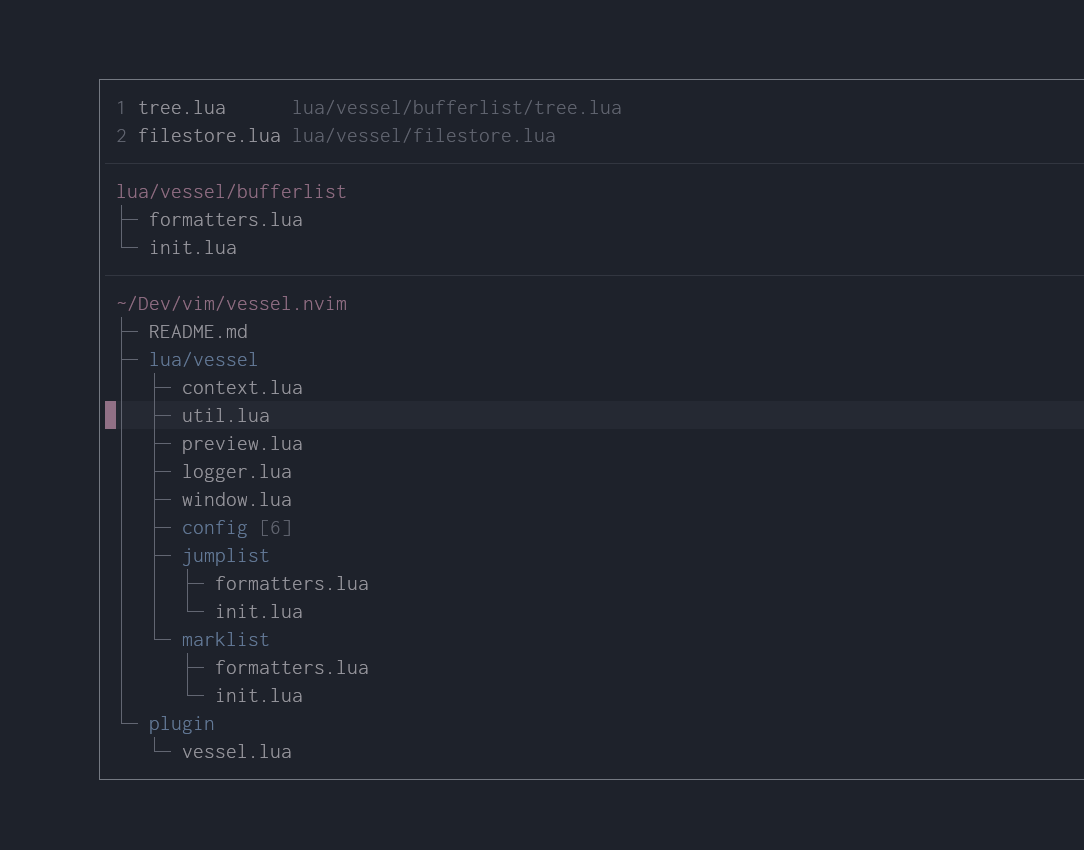 1 tree.lua      lua/vessel/bufferlist/tree.lua
2 filestore.lua lua/vessel/filestore.lua
lua/vessel/bufferlist
├─ formatters.lua
└─ init.lua
~/Dev/vim/vessel.nvim
├─ README.md
├─ lua/vessel
│  ├─ context.lua
│  ├─ util.lua
│  ├─ preview.lua
│  ├─ logger.lua
│  ├─ window.lua
│  ├─ config [6]
│  ├─ jumplist
│  │  ├─ formatters.lua
│  │  └─ init.lua
│  └─ marklist
│     ├─ formatters.lua
│     └─ init.lua
└─ plugin
   └─ vessel.lua